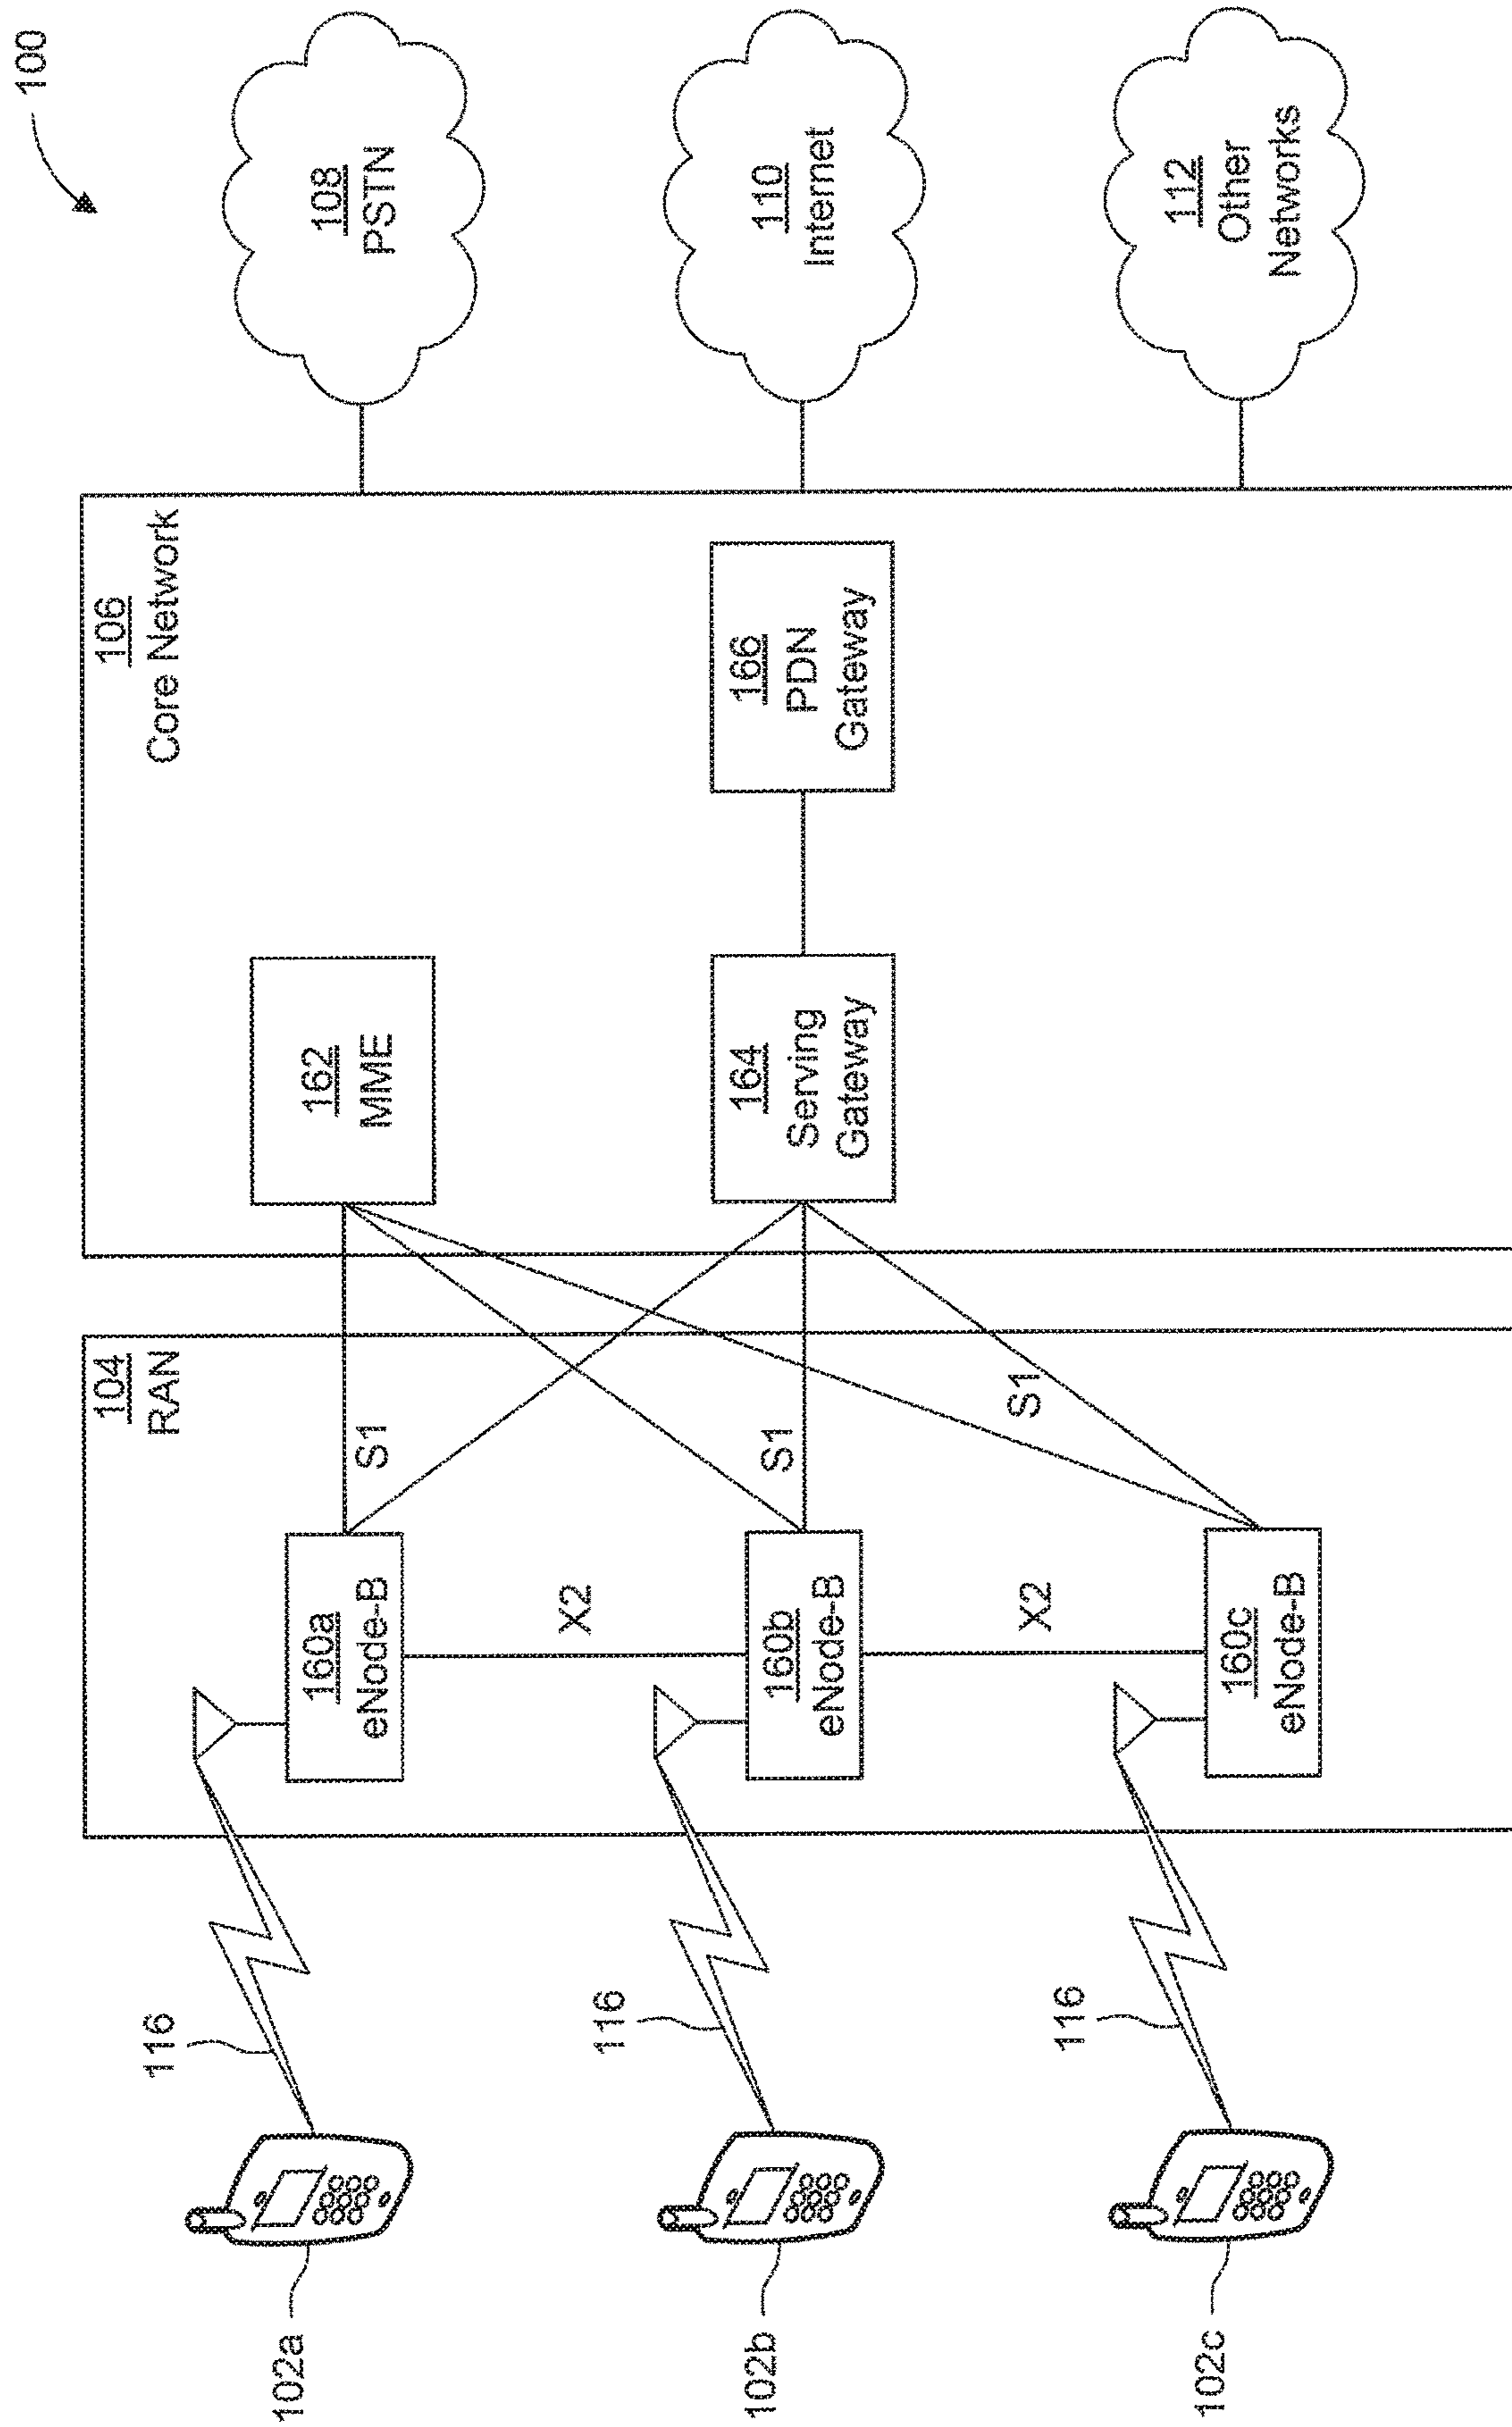 100
108
PSTN
110
Internet
112
Other
Networks
106
Core Network
162
MME
164
Serving
Gateway
166
PDN
Gateway
104
RAN
S1
S1
S1
160a
eNode-B
X2
160b
eNode-B
X2
160c
eNode-B
116
116
116
102a
102b
102c